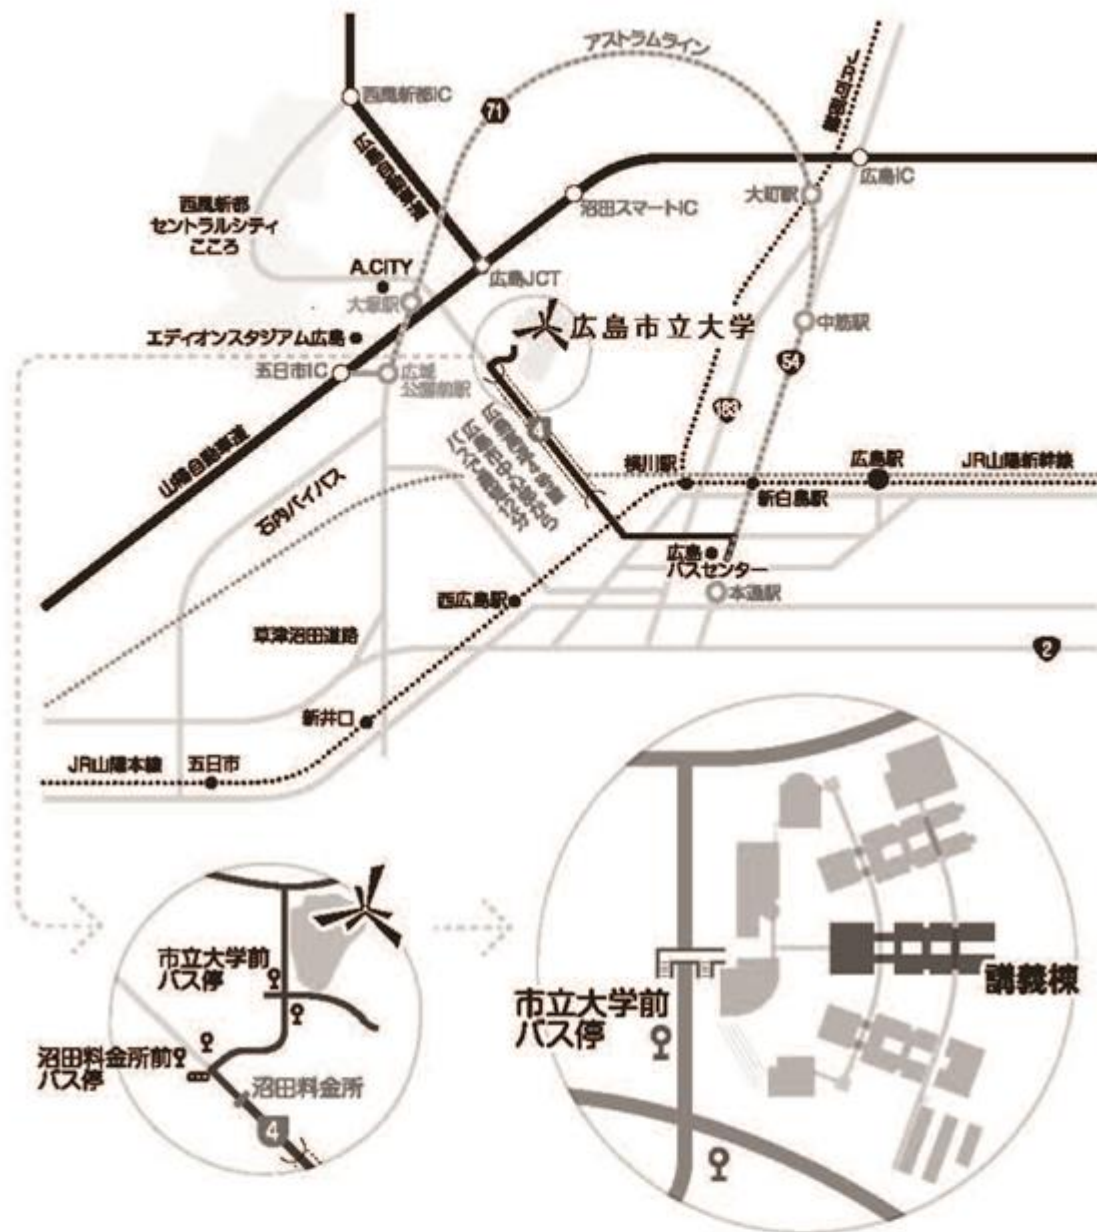 アストラムライン
JR可部線
西風新都IC
71
広島IC
大町駅
沼田スマートIC
西風新都
セントラルシティ
こころ
A.CITY
広島JCT
大塚駅
広島市立大学
中筋駅
エディオンスタジアム広島
五日市IC
広域
公園前駅
54
183
4
山陽自動車道
石内バイパス
横川駅
広島駅
JR山陽新幹線
新白島駅
広島
バスセンター
本通駅
西広島駅
草津沼田道路
2
新井口
JR山陽本線
五日市
市立大学前
バス停
沼田料金所前
バス停
沼田料金所
4
市立大学前
バス停
講義棟